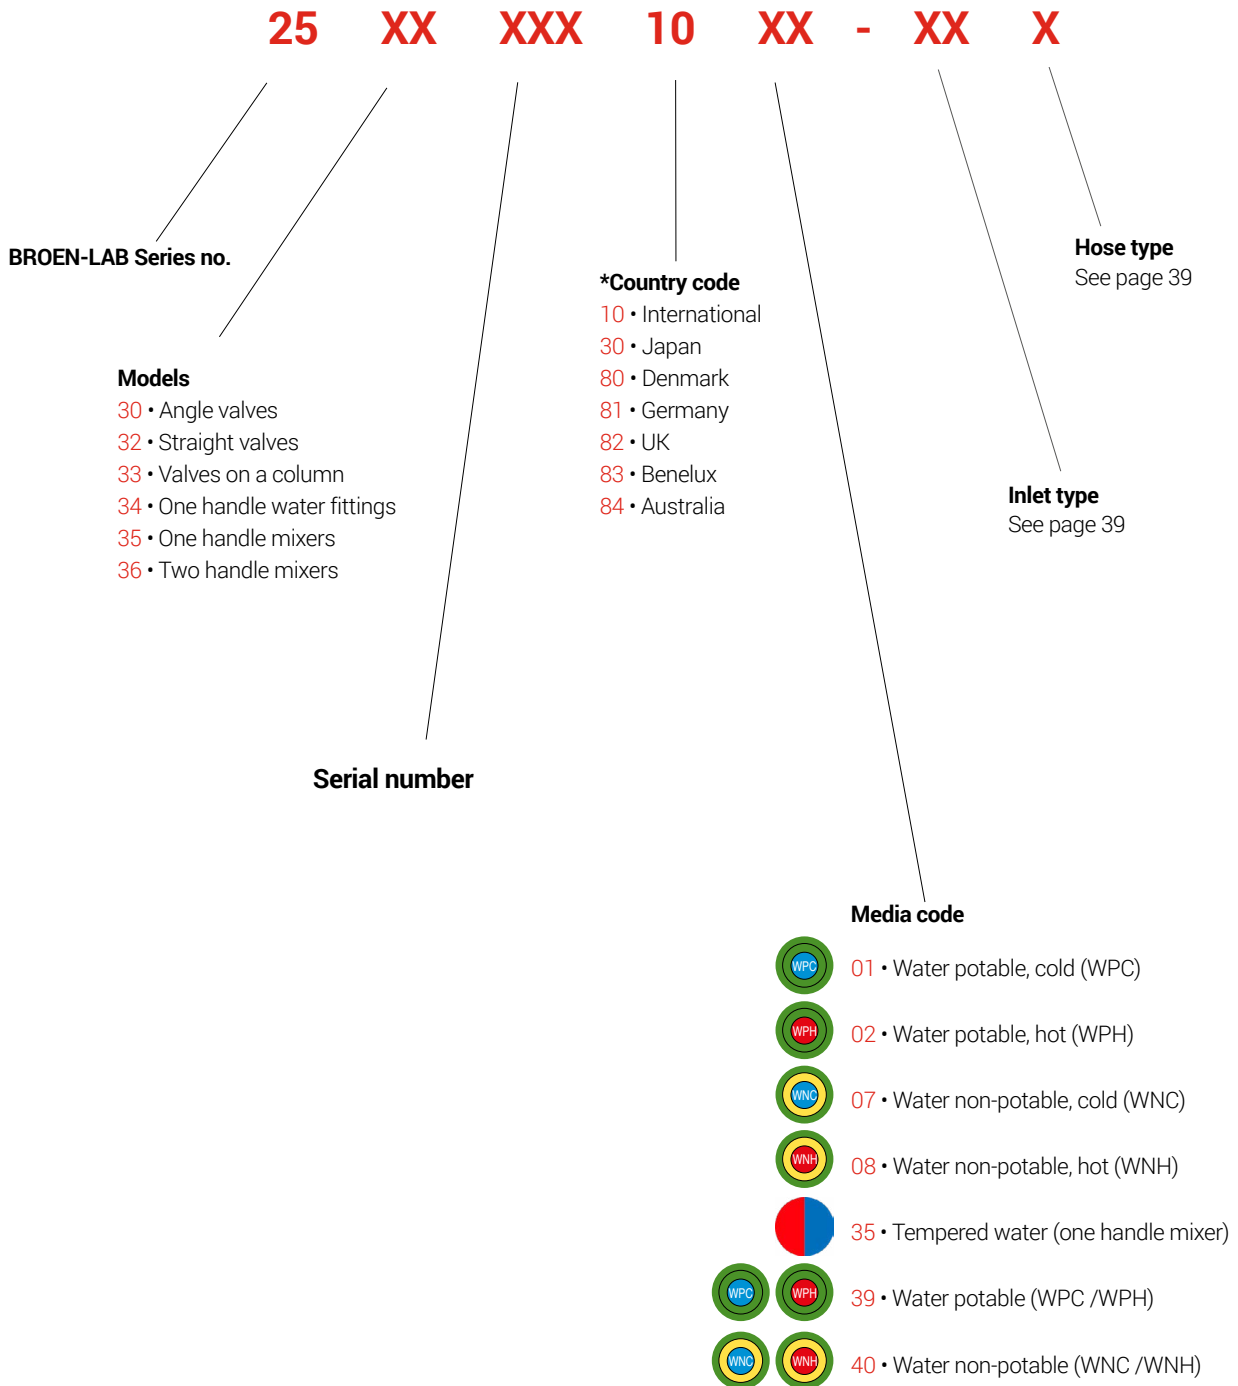 25 XX XXX 10 XX - XX X
BROEN-LAB Series no.
Models
30 • Angle valves
32 • Straight valves
33 • Valves on a column
34 • One handle water fittings
35 • One handle mixers
36 • Two handle mixers
Serial number
*Country code
10 • International
30 • Japan
80 • Denmark
81 • Germany
82 • UK
83 • Benelux
84 • Australia
Hose type
See page 39
Inlet type
See page 39
Media code
WPC 01 • Water potable, cold (WPC)
WPH 02 • Water potable, hot (WPH)
WNC 07 • Water non-potable, cold (WNC)
WNH 08 • Water non-potable, hot (WNH)
35 • Tempered water (one handle mixer)
WPC WPH 39 • Water potable (WPC /WPH)
WNC WNH 40 • Water non-potable (WNC /WNH)